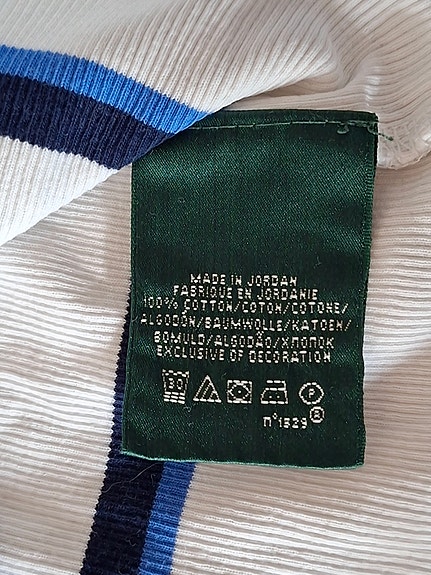 MADE IN JORDAN
FABRIQUE EN JORDANIE
100% COTTON/COTON/COTONE/
ALGODÓN/BAUMWOLLE/KATOEN/
BOMULD/ALGODÃO/ХЛОПОК
EXCLUSIVE OF DECORATION
30 P
n°1529 ®